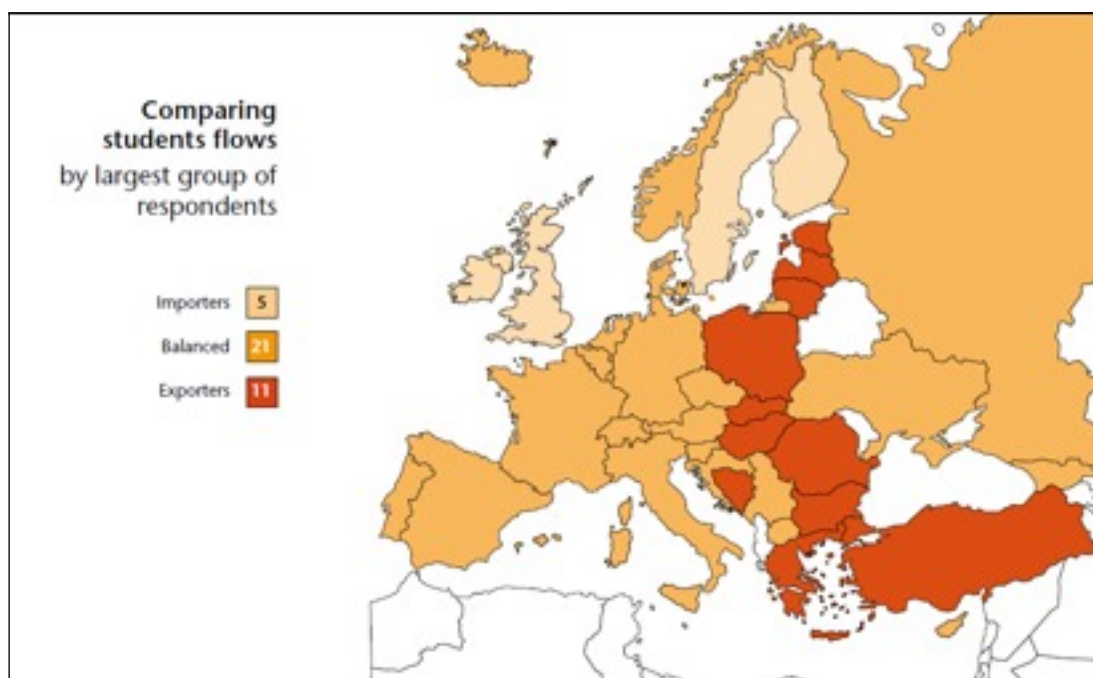 Comparing
students flows
by largest group of
respondents
Importers 5
Balanced 21
Exporters 11